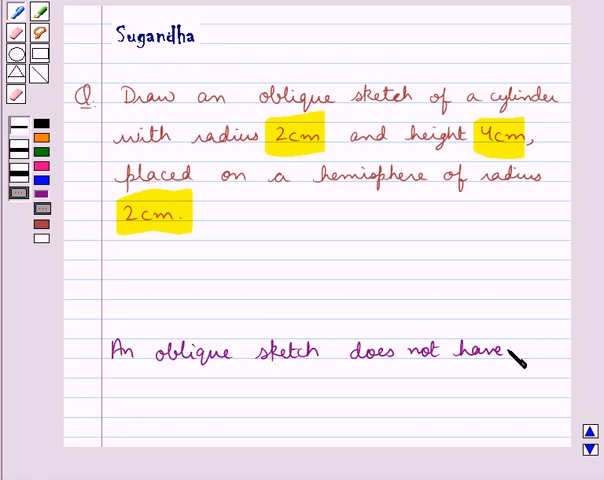 Sugandha
Q. Draw an oblique sketch of a cylinder
with radius 2cm and height 4cm,
placed on a hemisphere of radius
2cm.
An oblique sketch does not have